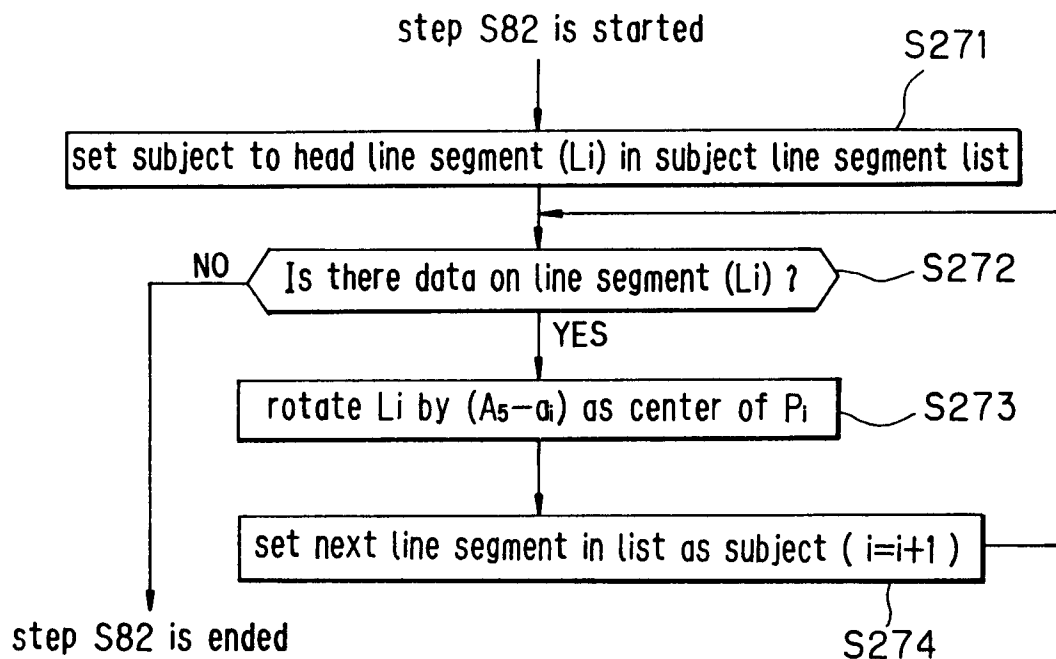 step S82 is started
S271
set subject to head line segment (Li) in subject line segment list
NO
Is there data on line segment (Li) ?
S272
YES
rotate Li by (A5-ai) as center of Pi
S273
set next line segment in list as subject ( i=i+1 )
step S82 is ended
S274